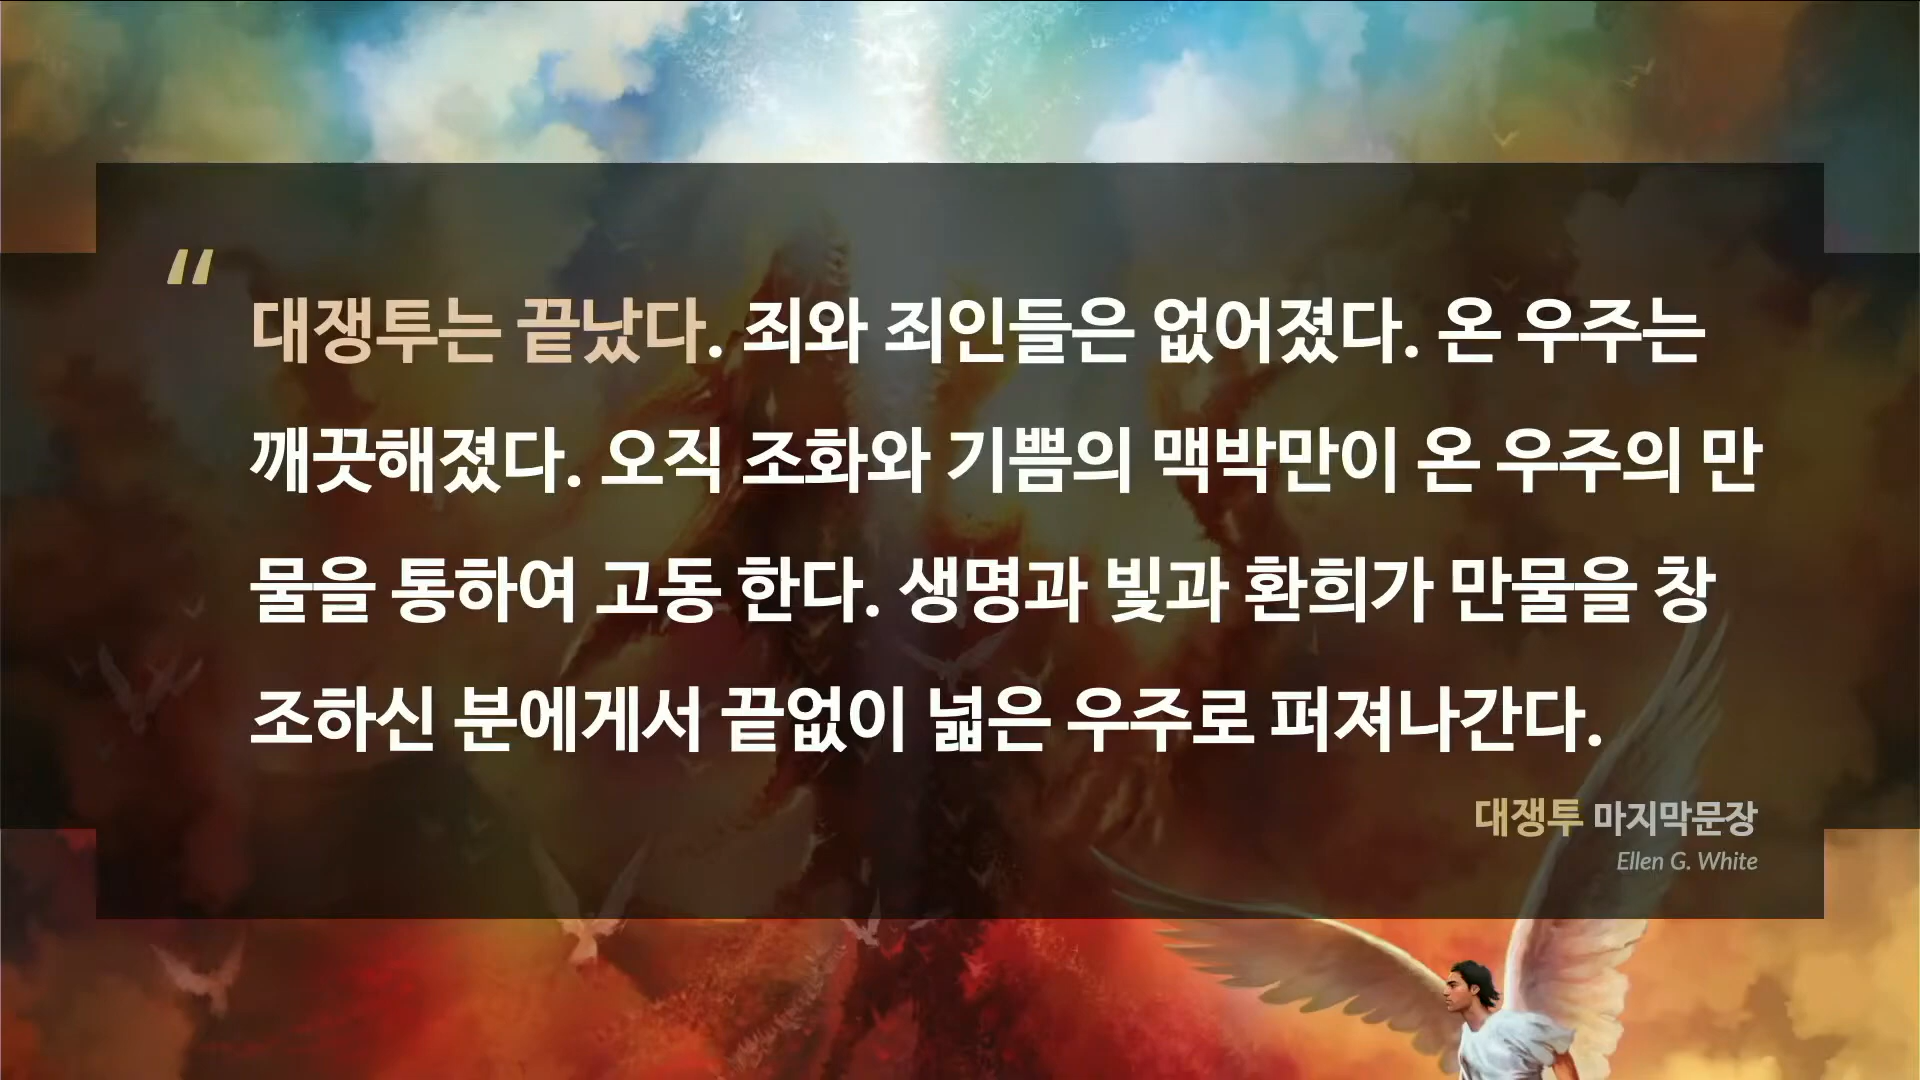 “
대쟁투는 끝났다. 죄와 죄인들은 없어졌다. 온 우주는
깨끗해졌다. 오직 조화와 기쁨의 맥박만이 온 우주의 만
물을 통하여 고동 한다. 생명과 빛과 환희가 만물을 창
조하신 분에게서 끝없이 넓은 우주로 퍼져나간다.
대쟁투 마지막문장
Ellen G. White